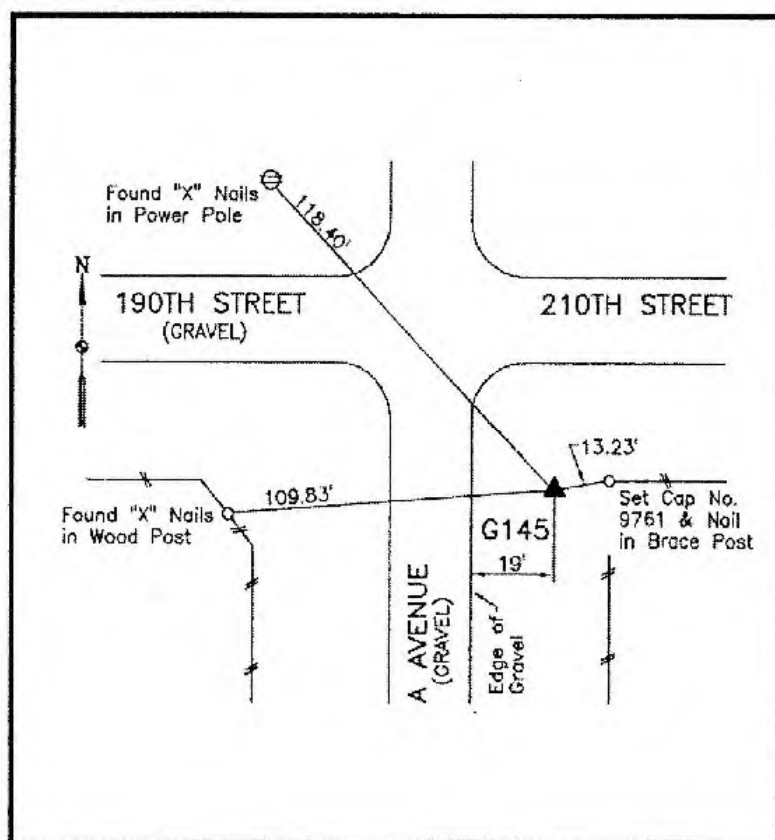 Found "X" Nails
in Power Pole
118.40'
N
190TH STREET
(GRAVEL)
210TH STREET
13.23'
109.83'
Found "X" Nails
in Wood Post
Set Cap No.
9761 & Nail
in Brace Post
G145
19'
A AVENUE
(GRAVEL)
Edge of
Gravel